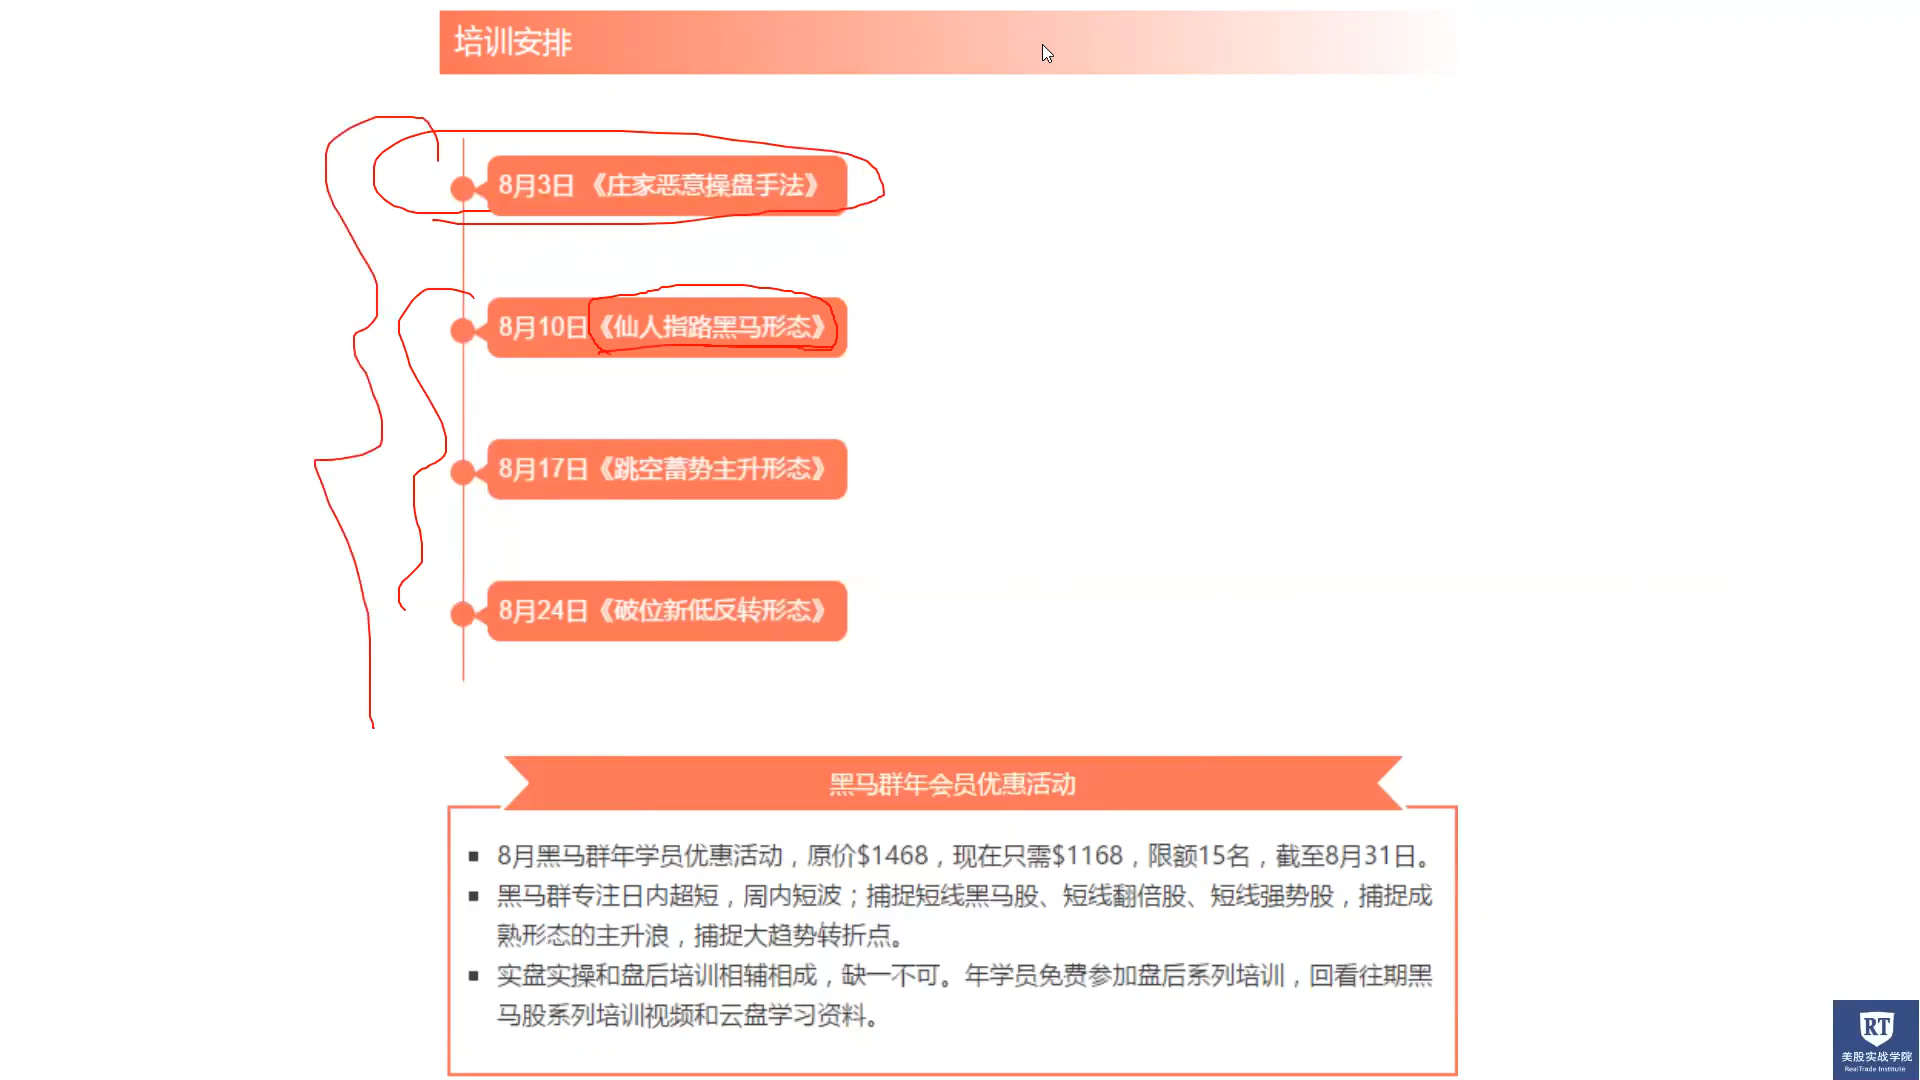 培训安排
8月3日 《庄家恶意操盘手法》
8月10日《仙人指路黑马形态》
8月17日《跳空蓄势主升形态》
8月24日《破位新低反转形态》
黑马群年会员优惠活动
8月黑马群年学员优惠活动，原价$1468，现在只需$1168，限额15名，截至8月31日。
黑马群专注日内超短，周内短波；捕捉短线黑马股、短线翻倍股、短线强势股，捕捉成
熟形态的主升浪，捕捉大趋势转折点。
实盘实操和盘后培训相辅相成，缺一不可。年学员免费参加盘后系列培训，回看往期黑
马股系列培训视频和云盘学习资料。
RT
美股实战学院
RealTrade Institute